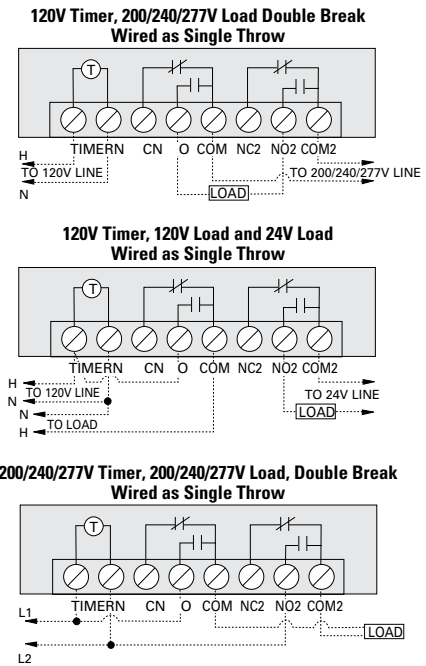 120V Timer, 200/240/277V Load Double Break
Wired as Single Throw
T
TIMERN CN O COM NC2 NO2 COM2
H
TO 120V LINE
N
LOAD
TO 200/240/277V LINE
120V Timer, 120V Load and 24V Load
Wired as Single Throw
T
TIMERN CN O COM NC2 NO2 COM2
H
TO 120V LINE
N
N
TO LOAD
H
TO 24V LINE
LOAD
200/240/277V Timer, 200/240/277V Load, Double Break
Wired as Single Throw
T
TIMERN CN O COM NC2 NO2 COM2
L1
LOAD
L2